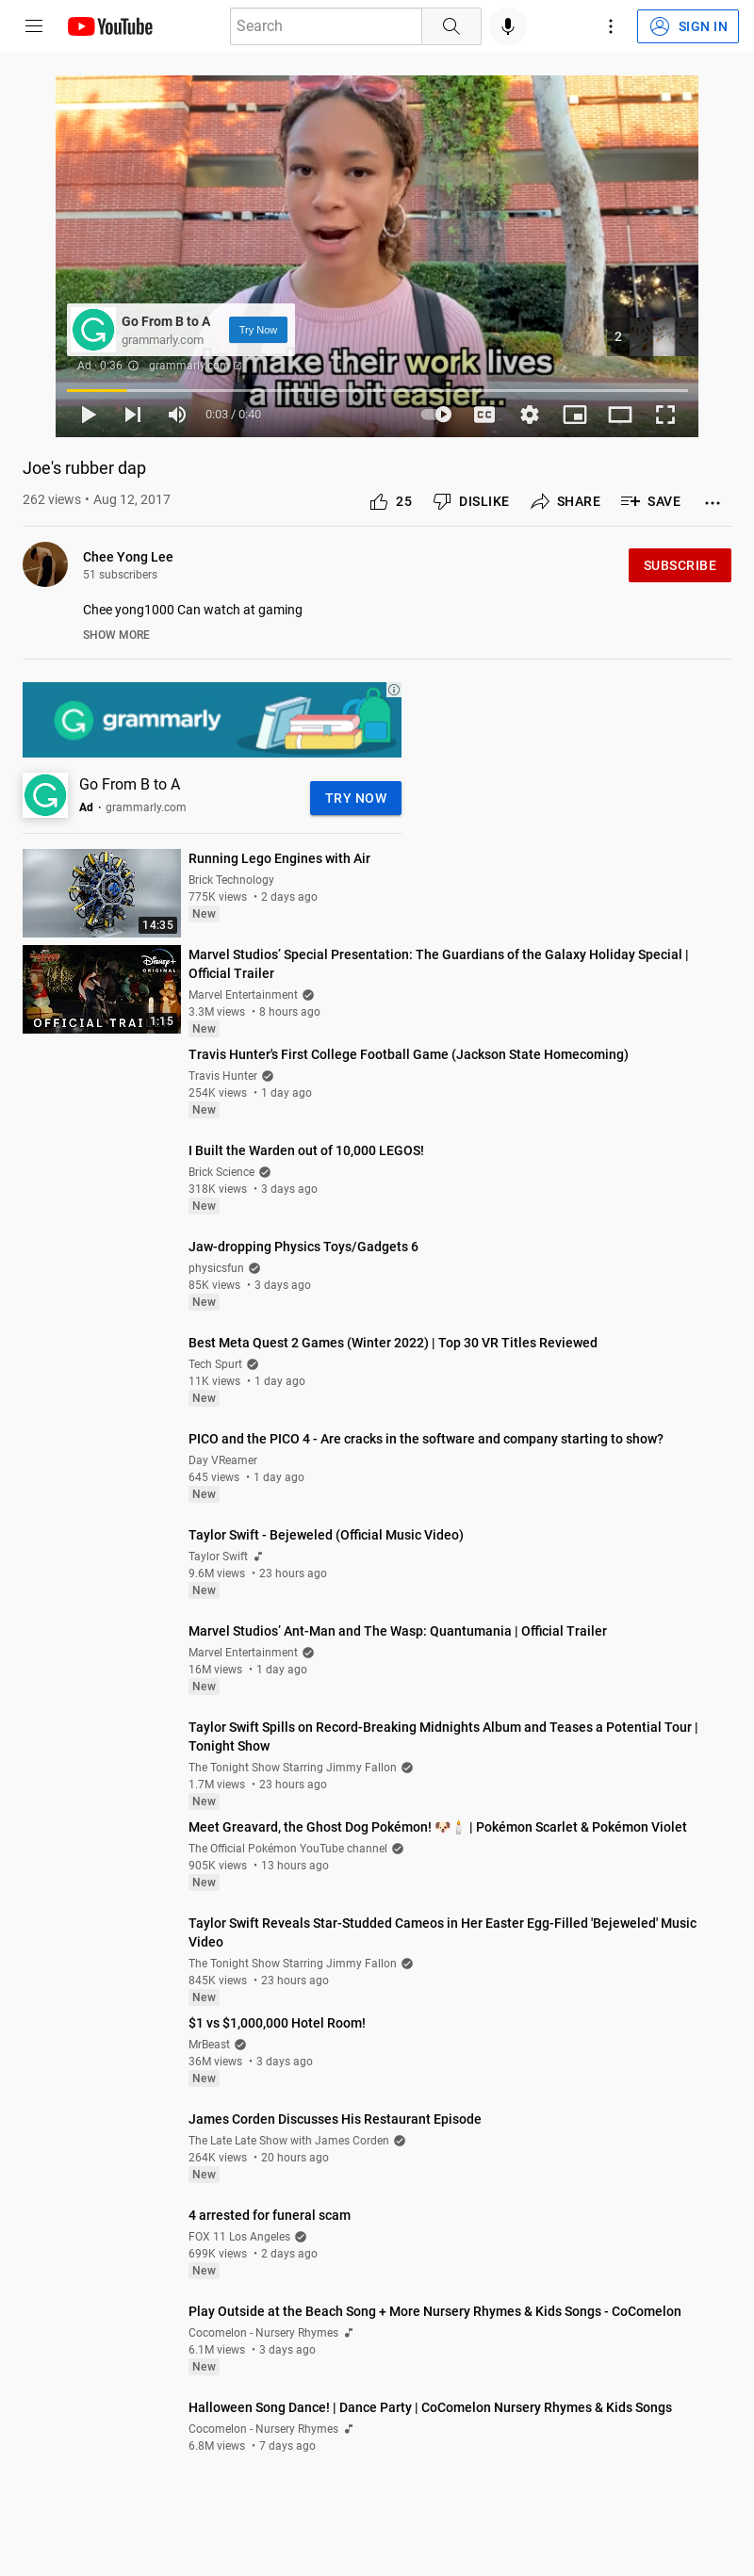 YouTube
Search
SIGN IN
Go From B to A
grammarly.com
Try Now
2
to make their work lives
Ad · 0:36 grammarly.com
a little bit easier...
0:03 / 0:40
CC
Joe's rubber dap
262 views • Aug 12, 2017
25
DISLIKE
SHARE
SAVE
Chee Yong Lee
51 subscribers
SUBSCRIBE
Chee yong1000 Can watch at gaming
SHOW MORE
grammarly
Go From B to A
Ad • grammarly.com
TRY NOW
14:35
Running Lego Engines with Air
Brick Technology
775K views • 2 days ago
New
Disney+
ORIGINAL
OFFICIAL TRAILER
1:15
Marvel Studios’ Special Presentation: The Guardians of the Galaxy Holiday Special |
Official Trailer
Marvel Entertainment
3.3M views • 8 hours ago
New
Travis Hunter's First College Football Game (Jackson State Homecoming)
Travis Hunter
254K views • 1 day ago
New
I Built the Warden out of 10,000 LEGOS!
Brick Science
318K views • 3 days ago
New
Jaw-dropping Physics Toys/Gadgets 6
physicsfun
85K views • 3 days ago
New
Best Meta Quest 2 Games (Winter 2022) | Top 30 VR Titles Reviewed
Tech Spurt
11K views • 1 day ago
New
PICO and the PICO 4 - Are cracks in the software and company starting to show?
Day VReamer
645 views • 1 day ago
New
Taylor Swift - Bejeweled (Official Music Video)
Taylor Swift
9.6M views • 23 hours ago
New
Marvel Studios’ Ant-Man and The Wasp: Quantumania | Official Trailer
Marvel Entertainment
16M views • 1 day ago
New
Taylor Swift Spills on Record-Breaking Midnights Album and Teases a Potential Tour |
Tonight Show
The Tonight Show Starring Jimmy Fallon
1.7M views • 23 hours ago
New
Meet Greavard, the Ghost Dog Pokémon! 🐶🕯️ | Pokémon Scarlet & Pokémon Violet
The Official Pokémon YouTube channel
905K views • 13 hours ago
New
Taylor Swift Reveals Star-Studded Cameos in Her Easter Egg-Filled 'Bejeweled' Music
Video
The Tonight Show Starring Jimmy Fallon
845K views • 23 hours ago
New
$1 vs $1,000,000 Hotel Room!
MrBeast
36M views • 3 days ago
New
James Corden Discusses His Restaurant Episode
The Late Late Show with James Corden
264K views • 20 hours ago
New
4 arrested for funeral scam
FOX 11 Los Angeles
699K views • 2 days ago
New
Play Outside at the Beach Song + More Nursery Rhymes & Kids Songs - CoComelon
Cocomelon - Nursery Rhymes
6.1M views • 3 days ago
New
Halloween Song Dance! | Dance Party | CoComelon Nursery Rhymes & Kids Songs
Cocomelon - Nursery Rhymes
6.8M views • 7 days ago